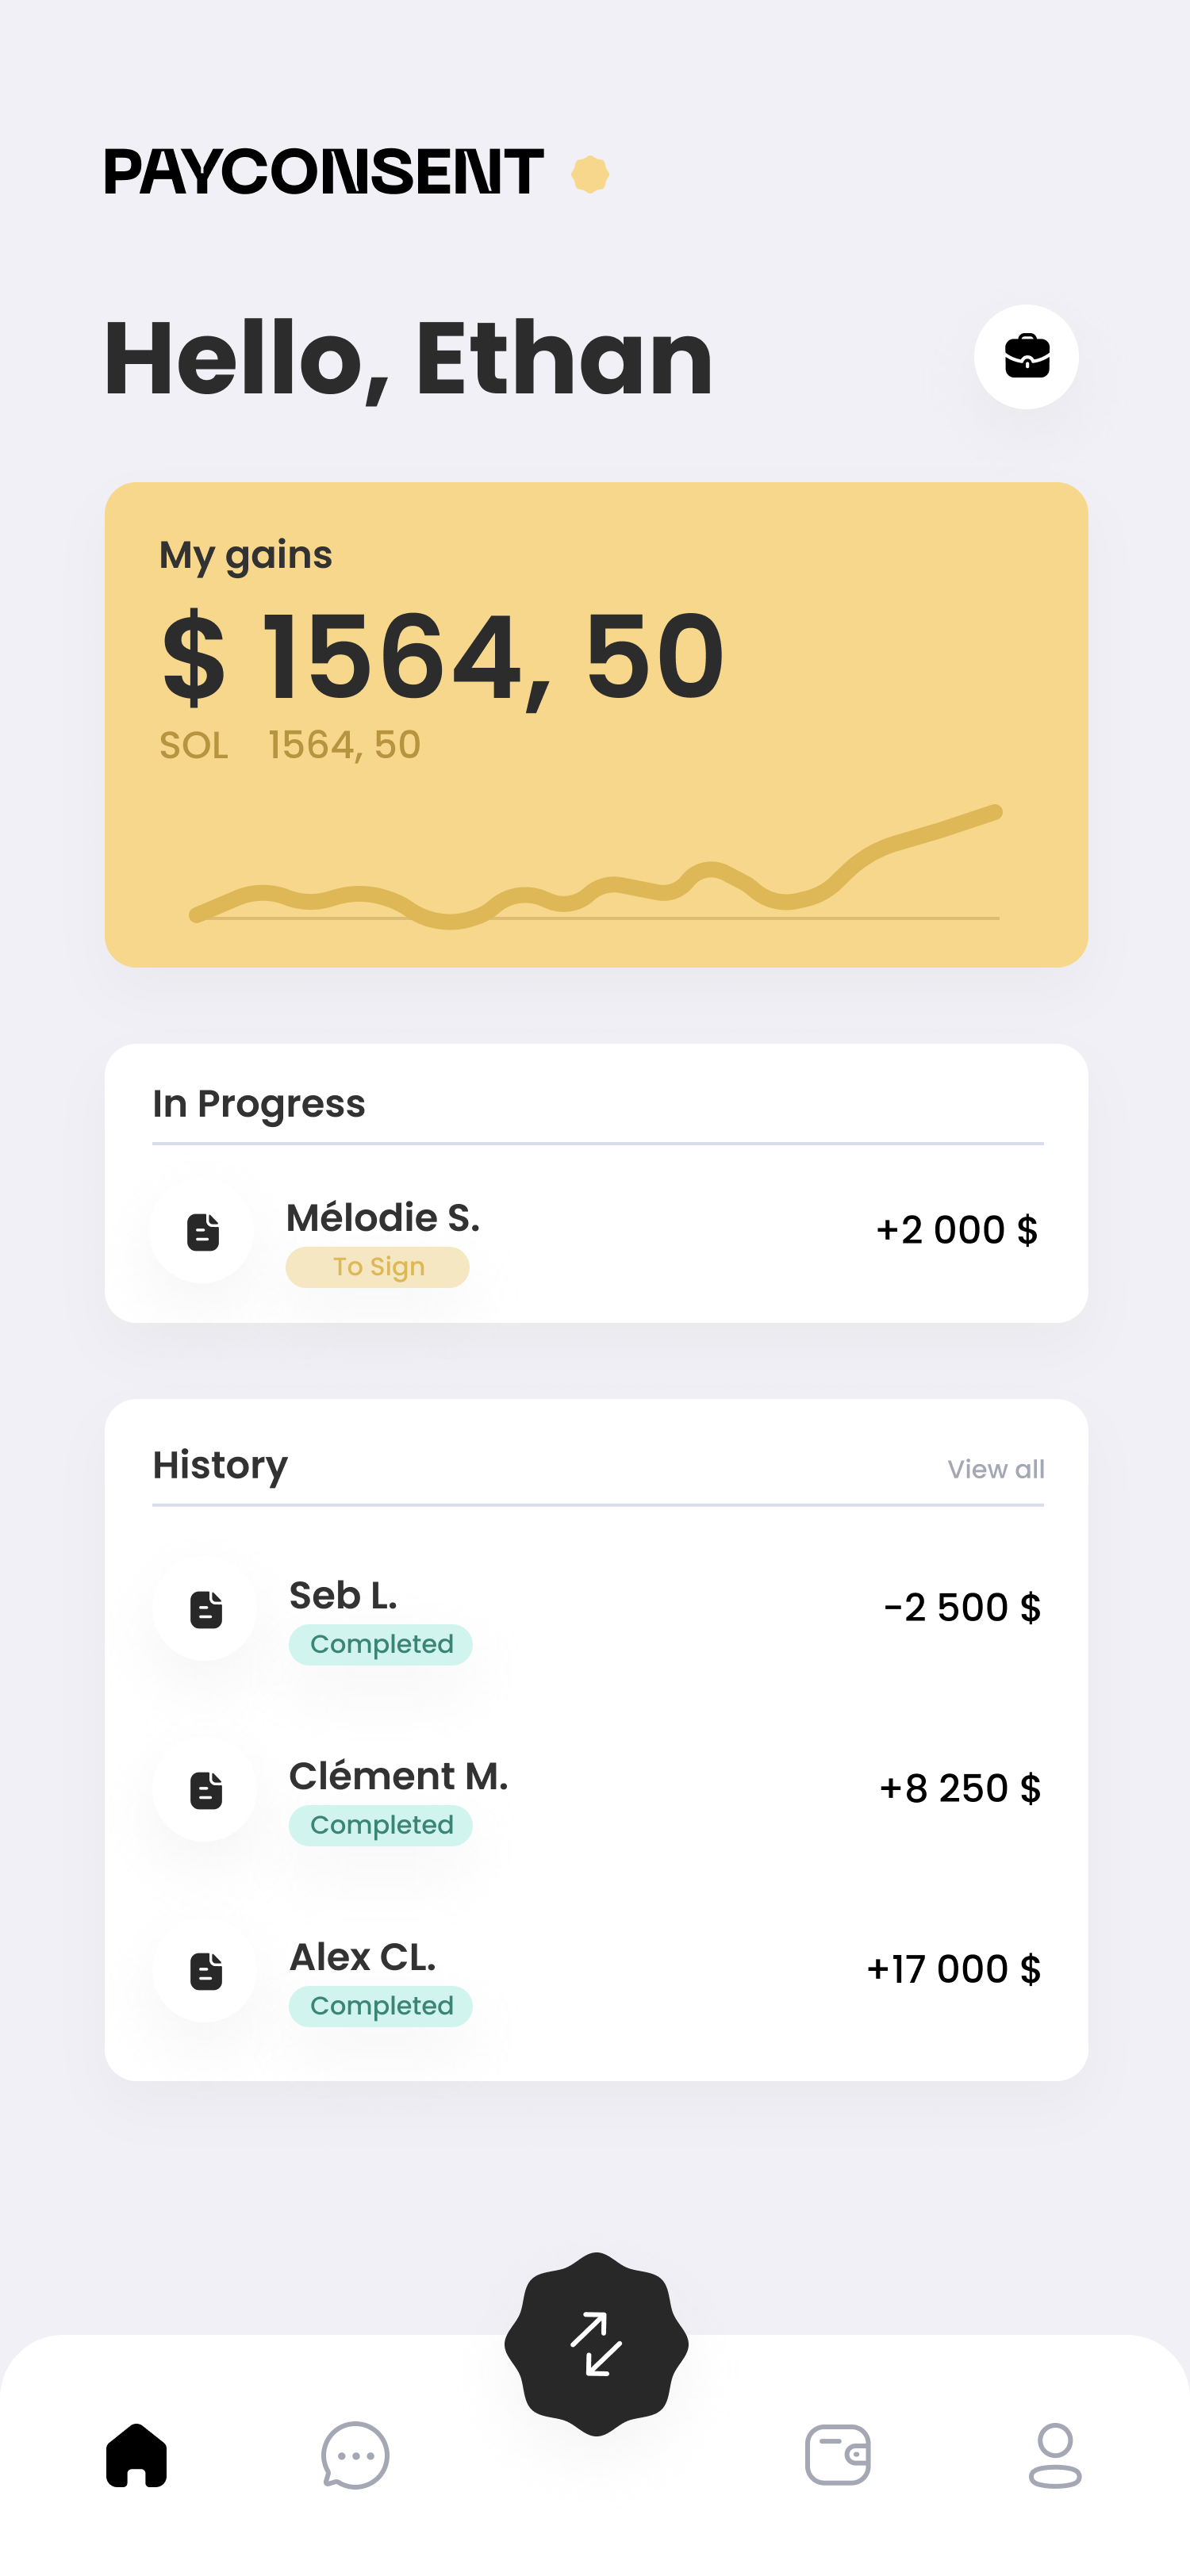 PAYCONSENT
Hello, Ethan
My gains
$ 1564, 50
SOL 1564, 50
In Progress
Mélodie S.
+2 000 $
To Sign
History
View all
Seb L.
-2 500 $
Completed
Clément M.
+8 250 $
Completed
Alex CL.
+17 000 $
Completed